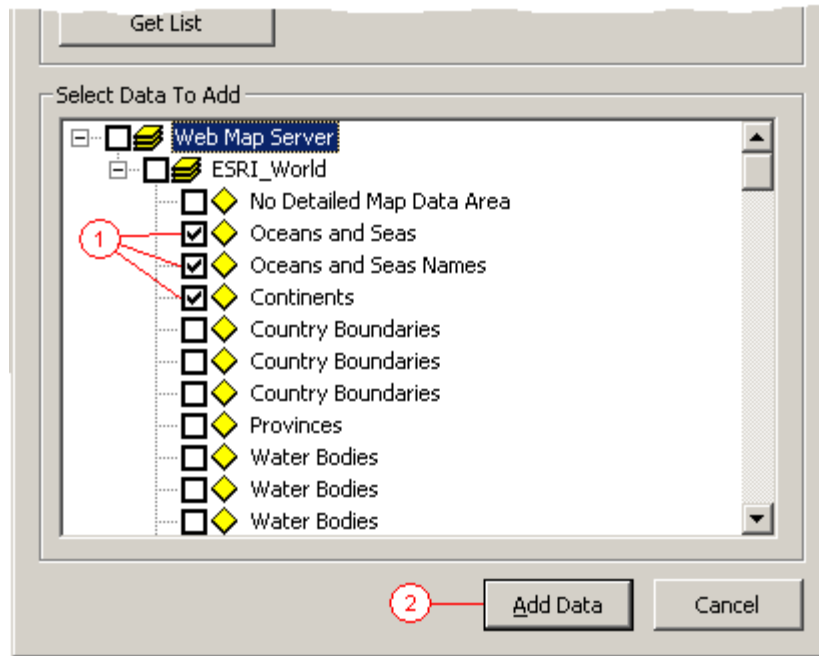 Get List
Select Data To Add
Web Map Server
ESRI_World
No Detailed Map Data Area
1 Oceans and Seas
Oceans and Seas Names
Continents
Country Boundaries
Country Boundaries
Country Boundaries
Provinces
Water Bodies
Water Bodies
Water Bodies
2 Add Data Cancel